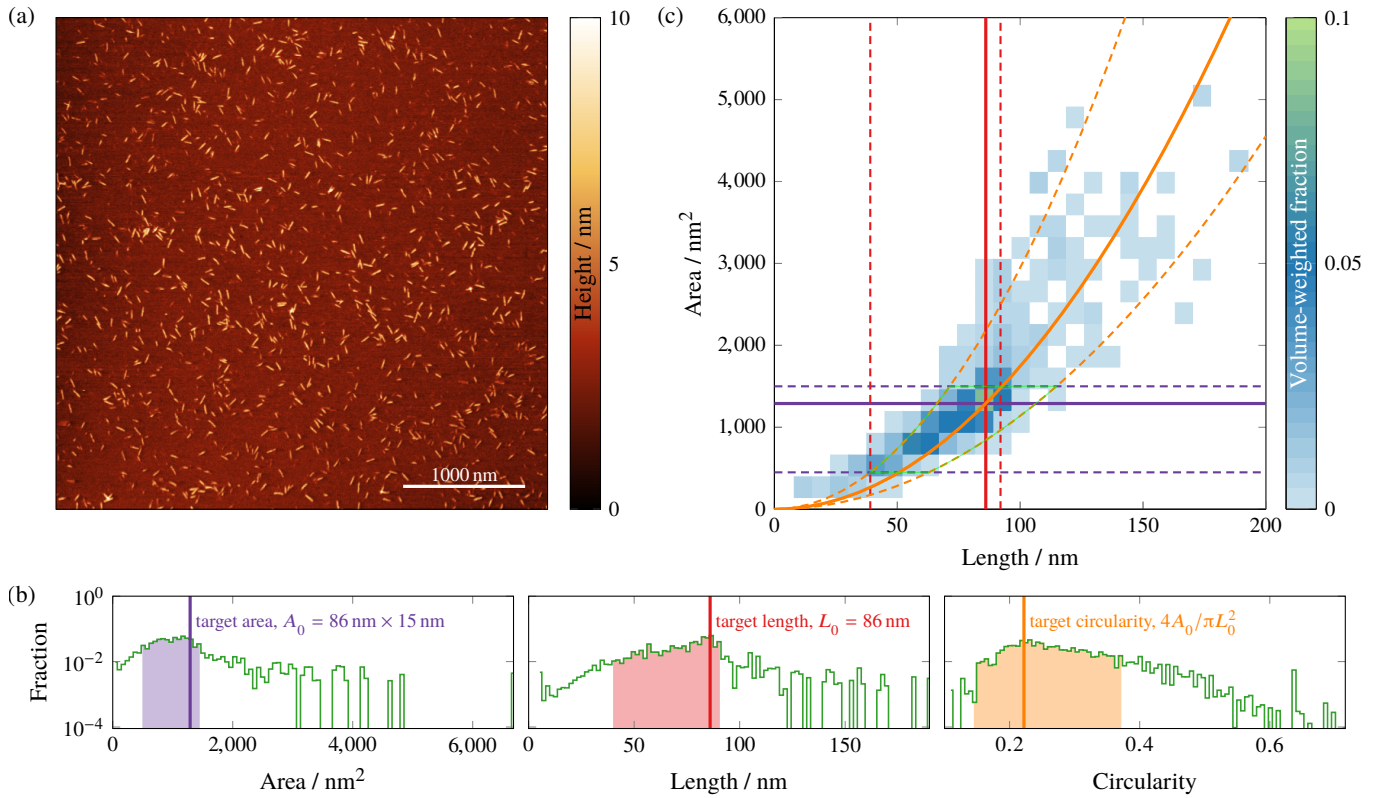 (a)
10
5
0
Height / nm
1000 nm
(c)
6,000
5,000
4,000
3,000
2,000
1,000
0
Area / nm²
0
50
100
150
200
Length / nm
0.1
0.05
0
Volume-weighted fraction
(b)
10⁰
10⁻²
10⁻⁴
Fraction
target area, A₀ = 86 nm × 15 nm
0
2,000
4,000
6,000
Area / nm²
target length, L₀ = 86 nm
0
50
100
150
Length / nm
target circularity, 4A₀/πL₀²
0.2
0.4
0.6
Circularity